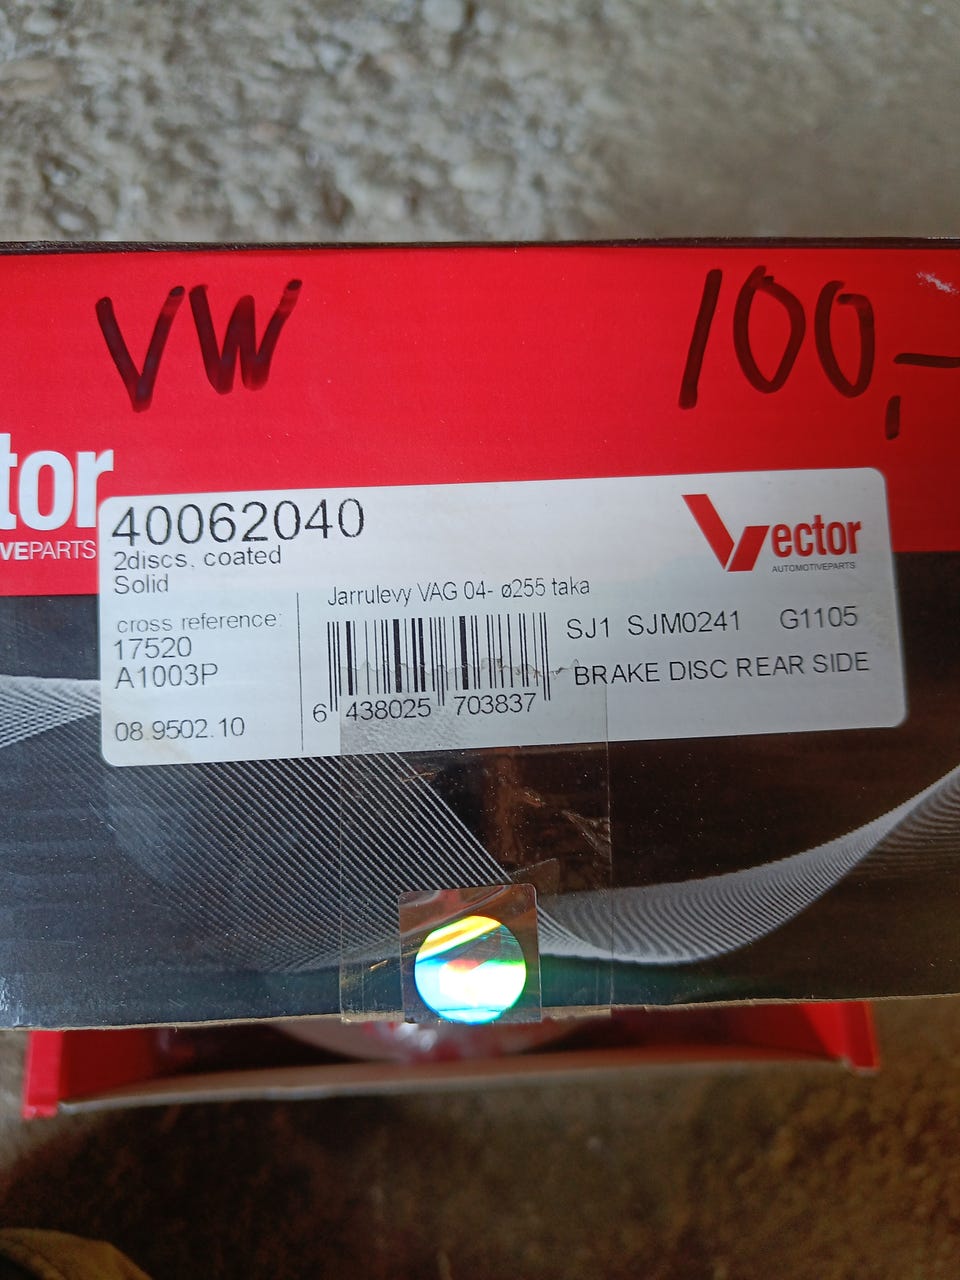 VW 100,-
tor
VEPARTS
40062040
2discs, coated
Solid
Vector
AUTOMOTIVEPARTS
Jarrulevy VAG 04- ø255 taka
cross reference:
17520
A1003P
08.9502.10
SJ1 SJM0241 G1105
BRAKE DISC REAR SIDE
6 438025 703837